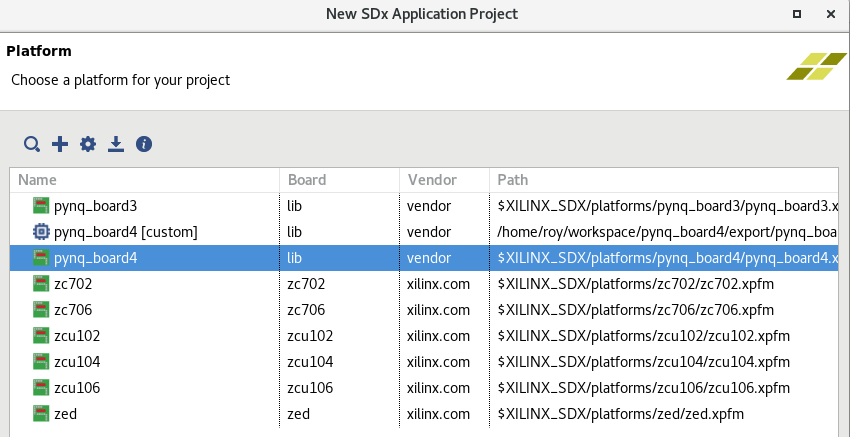 New SDx Application Project
Platform
Choose a platform for your project
Name Board Vendor Path
pynq_board3 lib vendor $XILINX_SDX/platforms/pynq_board3/pynq_board3.x
pynq_board4 [custom] lib vendor /home/roy/workspace/pynq_board4/export/pynq_boa
pynq_board4 lib vendor $XILINX_SDX/platforms/pynq_board4/pynq_board4.x
zc702 zc702 xilinx.com $XILINX_SDX/platforms/zc702/zc702.xpfm
zc706 zc706 xilinx.com $XILINX_SDX/platforms/zc706/zc706.xpfm
zcu102 zcu102 xilinx.com $XILINX_SDX/platforms/zcu102/zcu102.xpfm
zcu104 zcu104 xilinx.com $XILINX_SDX/platforms/zcu104/zcu104.xpfm
zcu106 zcu106 xilinx.com $XILINX_SDX/platforms/zcu106/zcu106.xpfm
zed zed xilinx.com $XILINX_SDX/platforms/zed/zed.xpfm